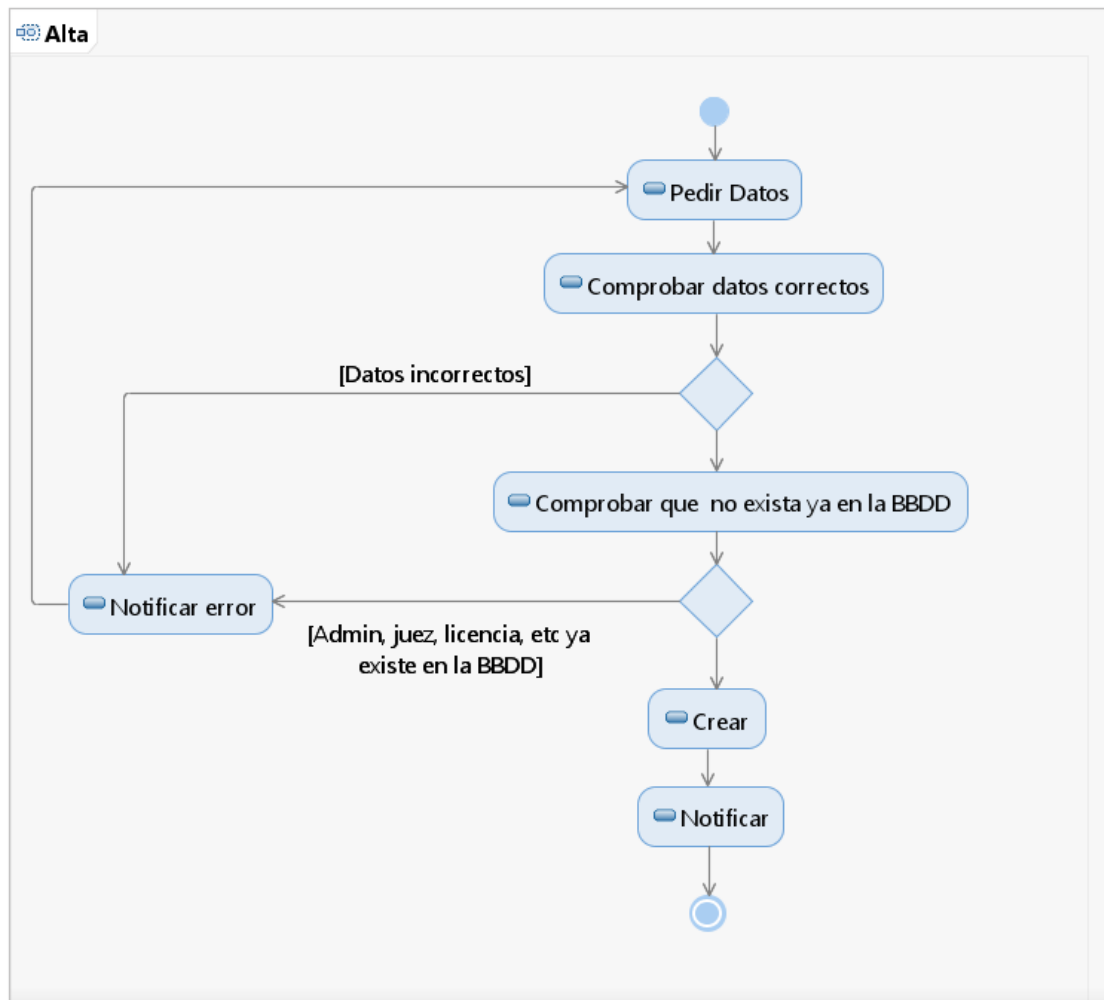 Alta
Pedir Datos
Comprobar datos correctos
[Datos incorrectos]
Comprobar que  no exista ya en la BBDD
Notificar error
[Admin, juez, licencia, etc ya
existe en la BBDD]
Crear
Notificar